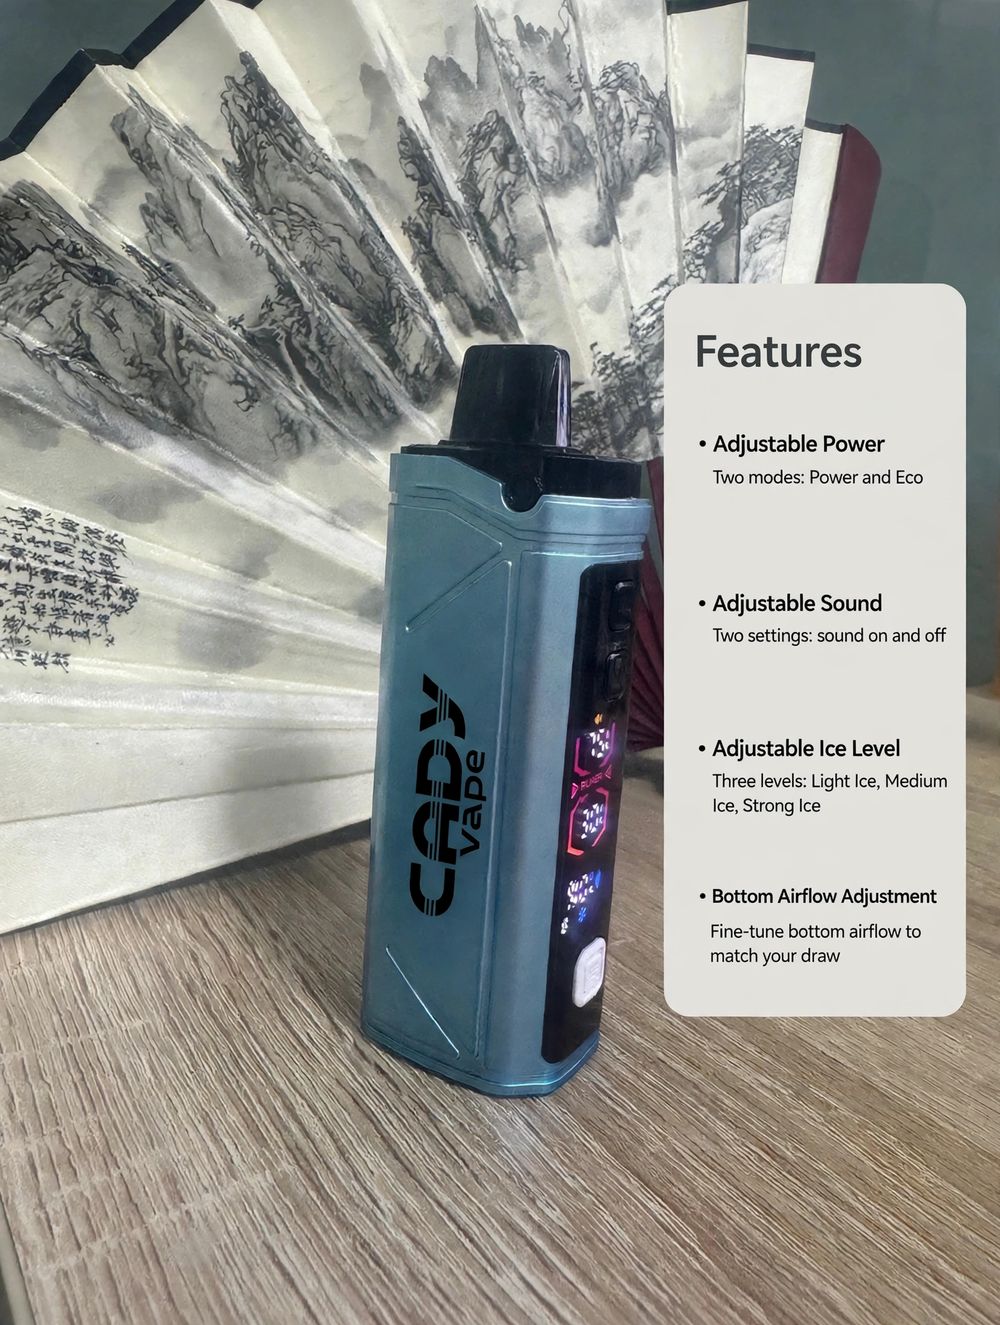 CADY
vape
POWER
Features
• Adjustable Power
Two modes: Power and Eco
• Adjustable Sound
Two settings: sound on and off
• Adjustable Ice Level
Three levels: Light Ice, Medium
Ice, Strong Ice
• Bottom Airflow Adjustment
Fine-tune bottom airflow to
match your draw